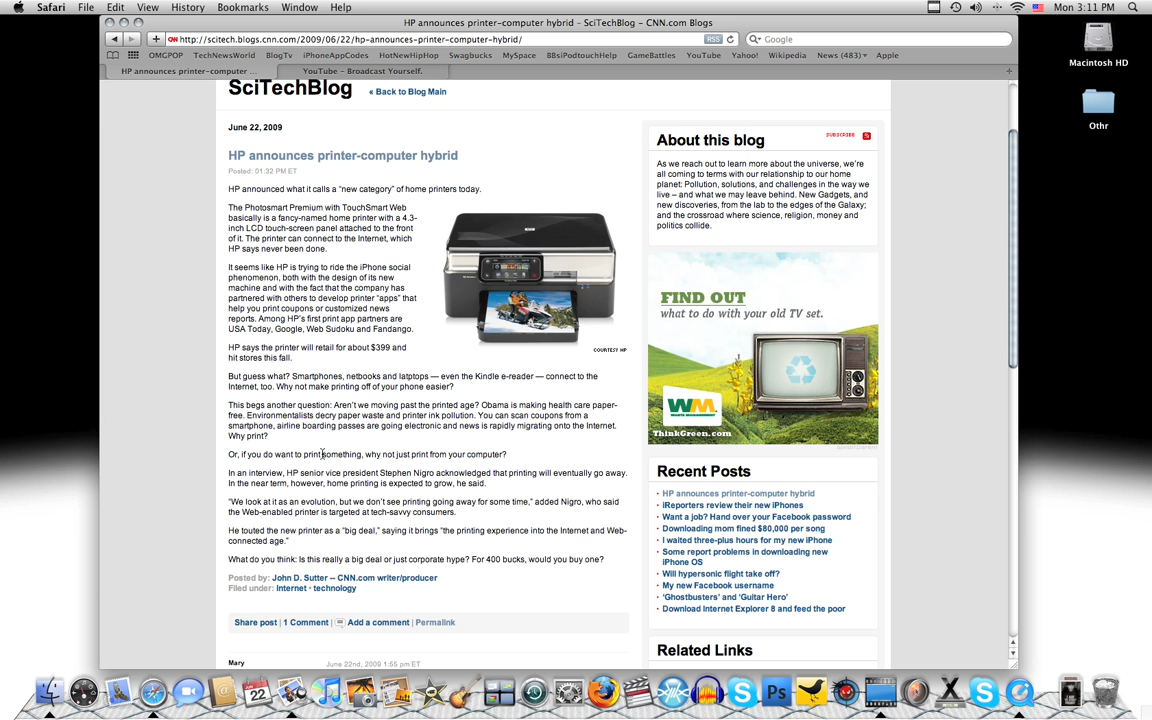 Safari File Edit View History Bookmarks Window Help
Mon 3:11 PM
HP announces printer-computer hybrid – SciTechBlog – CNN.com Blogs
http://scitech.blogs.cnn.com/2009/06/22/hp-announces-printer-computer-hybrid/
RSS
Google
OMGPOP TechNewsWorld BlogTv iPhoneAppCodes HotNewHipHop Swagbucks MySpace BBsiPodtouchHelp GameBattles YouTube Yahoo! Wikipedia News (483) Apple
HP announces printer-computer ...
YouTube – Broadcast Yourself.
Macintosh HD
Othr
SciTechBlog
« Back to Blog Main
June 22, 2009
HP announces printer-computer hybrid
Posted: 01:32 PM ET
HP announced what it calls a “new category” of home printers today.
The Photosmart Premium with TouchSmart Web
basically is a fancy-named home printer with a 4.3-
inch LCD touch-screen panel attached to the front
of it. The printer can connect to the Internet, which
HP says never been done.
It seems like HP is trying to ride the iPhone social
phenomenon, both with the design of its new
machine and with the fact that the company has
partnered with others to develop printer “apps” that
help you print coupons or customized news
reports. Among HP’s first print app partners are
USA Today, Google, Web Sudoku and Fandango.
COURTESY HP
HP says the printer will retail for about $399 and
hit stores this fall.
But guess what? Smartphones, netbooks and latptops — even the Kindle e-reader — connect to the
Internet, too. Why not make printing off of your phone easier?
This begs another question: Aren’t we moving past the printed age? Obama is making health care paper-
free. Environmentalists decry paper waste and printer ink pollution. You can scan coupons from a
smartphone, airline boarding passes are going electronic and news is rapidly migrating onto the Internet.
Why print?
Or, if you do want to print something, why not just print from your computer?
In an interview, HP senior vice president Stephen Nigro acknowledged that printing will eventually go away.
In the near term, however, home printing is expected to grow, he said.
“We look at it as an evolution, but we don’t see printing going away for some time,” added Nigro, who said
the Web-enabled printer is targeted at tech-savvy consumers.
He touted the new printer as a “big deal,” saying it brings “the printing experience into the Internet and Web-
connected age.”
What do you think: Is this really a big deal or just corporate hype? For 400 bucks, would you buy one?
Posted by: John D. Sutter -- CNN.com writer/producer
Filed under: Internet • technology
Share post | 1 Comment | Add a comment | Permalink
Mary
June 22nd, 2009 1:55 pm ET
About this blog
SUBSCRIBE
As we reach out to learn more about the universe, we’re
all coming to terms with our relationship to our home
planet: Pollution, solutions, and challenges in the way we
live – and what we may leave behind. New Gadgets, and
new discoveries, from the lab to the edges of the Galaxy;
and the crossroad where science, religion, money and
politics collide.
FIND OUT
what to do with your old TV set.
WM
WASTE MANAGEMENT
ThinkGreen.com
ADVERTISEMENT
Recent Posts
HP announces printer-computer hybrid
iReporters review their new iPhones
Want a job? Hand over your Facebook password
Downloading mom fined $80,000 per song
I waited three-plus hours for my new iPhone
Some report problems in downloading new
iPhone OS
Will hypersonic flight take off?
My new Facebook username
‘Ghostbusters’ and ‘Guitar Hero’
Download Internet Explorer 8 and feed the poor
Related Links
JUN
22
Ps
X